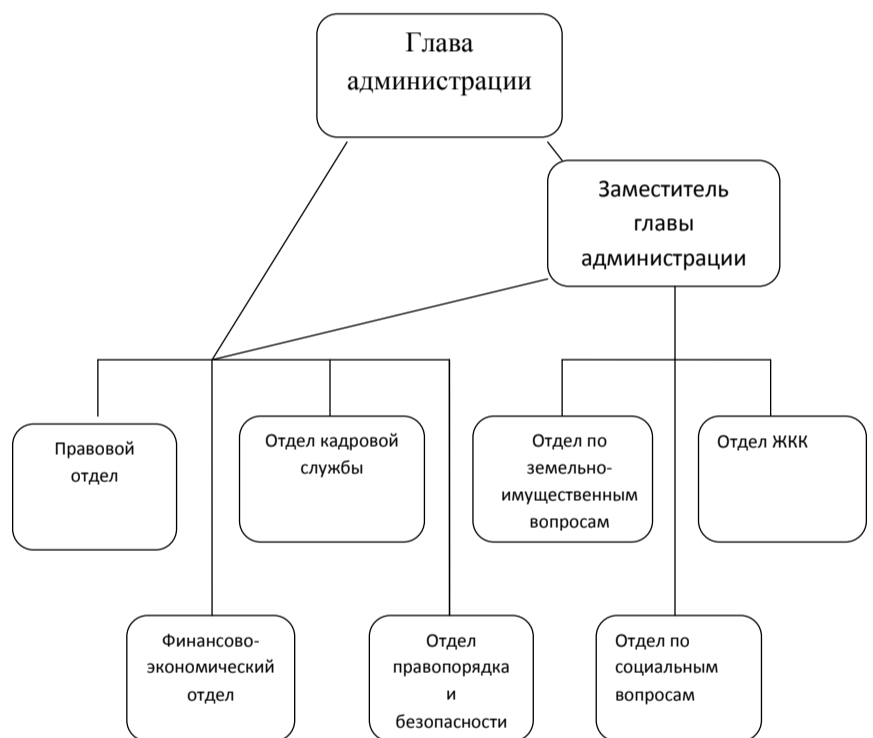 Глава
администрации
Заместитель
главы
администрации
Правовой
отдел
Отдел кадровой
службы
Отдел по
земельно-
имущественным
вопросам
Отдел ЖКК
Финансово-
экономический
отдел
Отдел
правопорядка
и
безопасности
Отдел по
социальным
вопросам